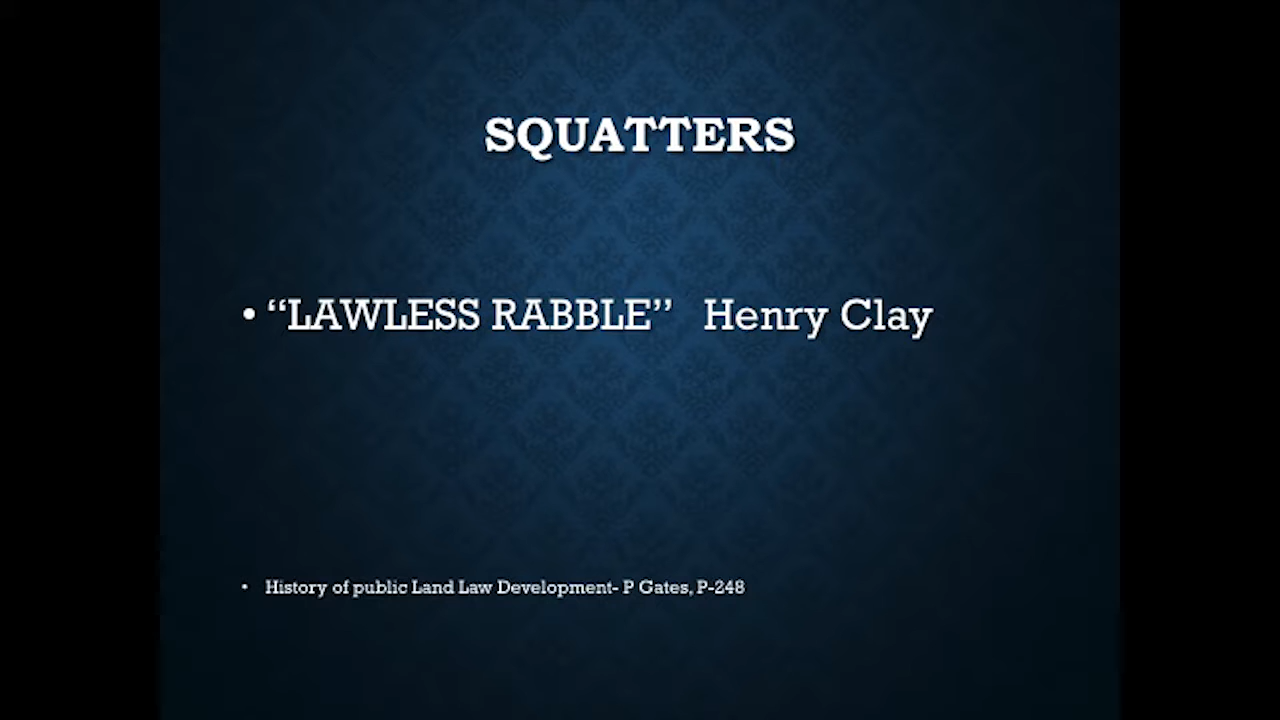 SQUATTERS
• “LAWLESS RABBLE” Henry Clay
• History of public Land Law Development- P Gates, P-248